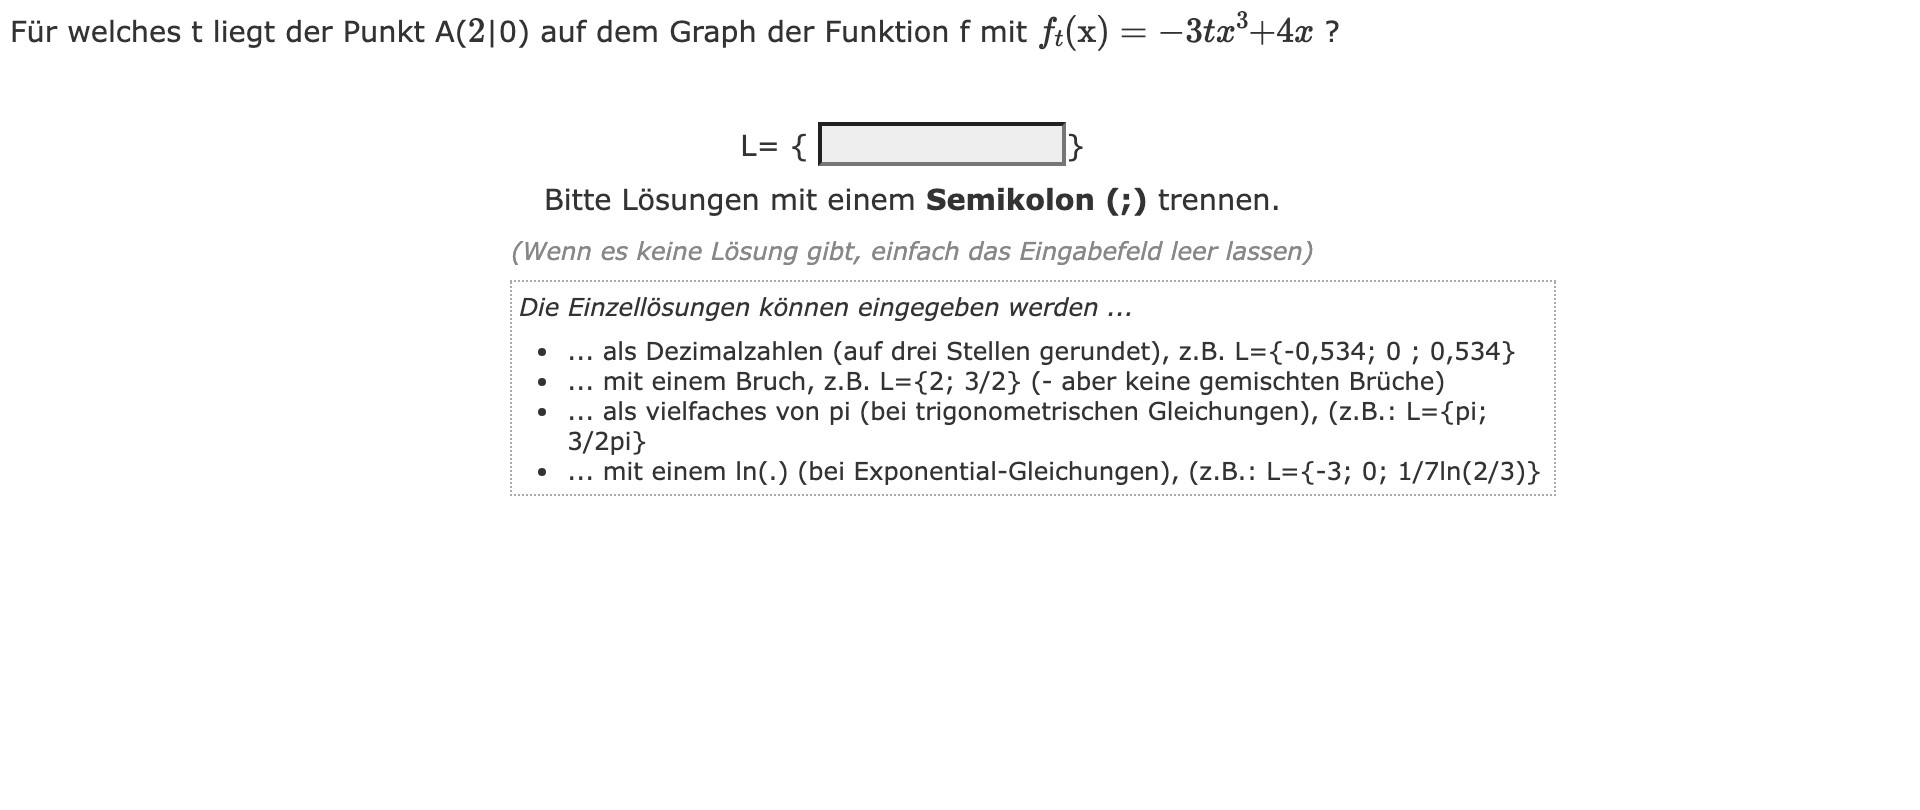 Für welches t liegt der Punkt A(2|0) auf dem Graph der Funktion f mit fₜ(x) = −3tx³+4x ?
L= { }
Bitte Lösungen mit einem Semikolon (;) trennen.
(Wenn es keine Lösung gibt, einfach das Eingabefeld leer lassen)
Die Einzellösungen können eingegeben werden ...
• ... als Dezimalzahlen (auf drei Stellen gerundet), z.B. L={-0,534; 0 ; 0,534}
• ... mit einem Bruch, z.B. L={2; 3/2} (- aber keine gemischten Brüche)
• ... als vielfaches von pi (bei trigonometrischen Gleichungen), (z.B.: L={pi;
3/2pi}
• ... mit einem ln(.) (bei Exponential-Gleichungen), (z.B.: L={-3; 0; 1/7ln(2/3)}